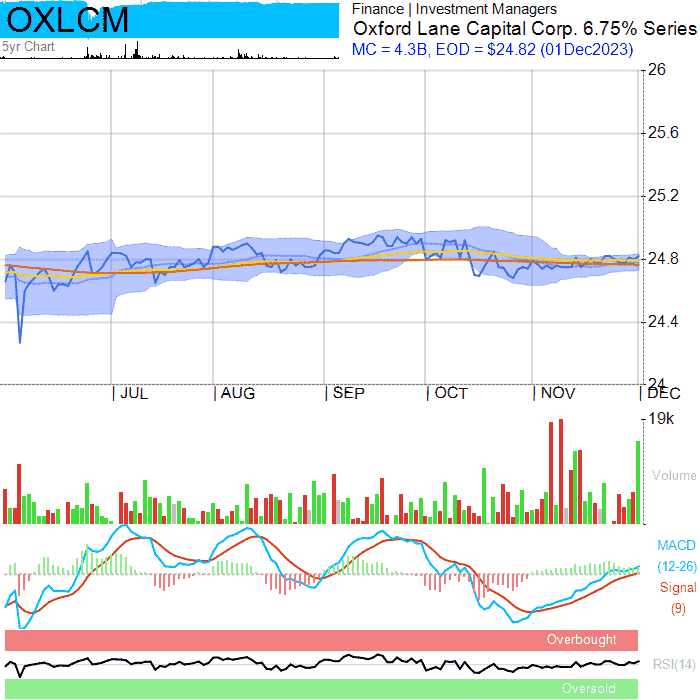 OXLCM
Finance | Investment Managers
Oxford Lane Capital Corp. 6.75% Series
MC = 4.3B, EOD = $24.82 (01Dec2023)
5yr Chart
26
25.6
25.2
24.8
24.4
24
JUL
AUG
SEP
OCT
NOV
DEC
19k
Volume
MACD
(12-26)
Signal
(9)
Overbought
RSI(14)
Oversold